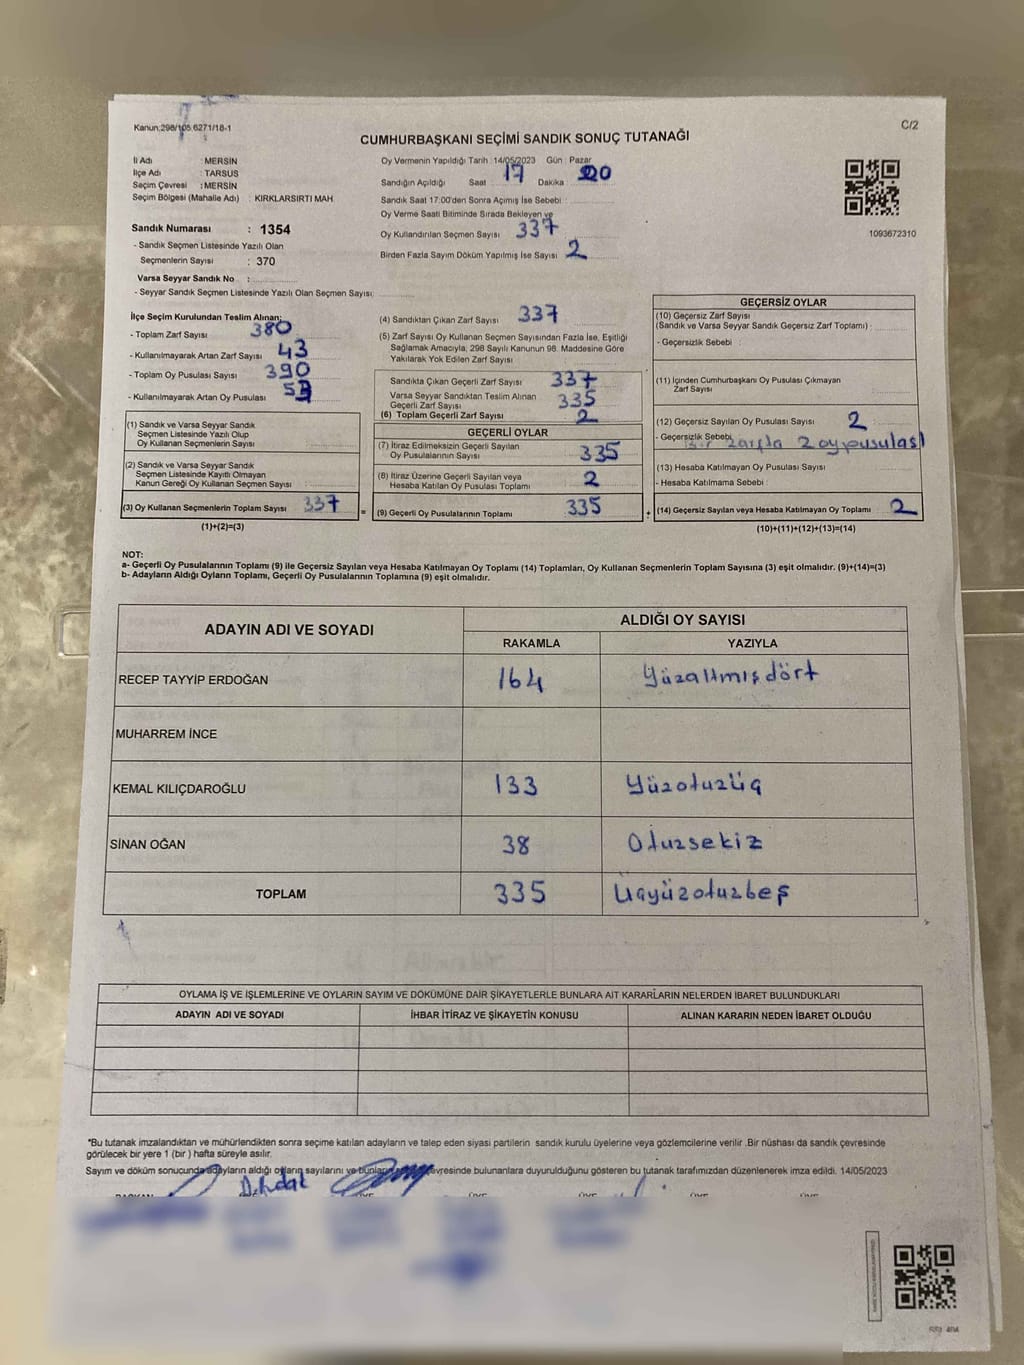 Kanun:298/105,6271/18-1
C/2
CUMHURBAŞKANI SEÇİMİ SANDIK SONUÇ TUTANAĞI
İli Adı : MERSİN
İlçe Adı : TARSUS
Seçim Çevresi : MERSİN
Seçim Bölgesi (Mahalle Adı) : KIRKLARSIRTI MAH.
Sandık Numarası : 1354
- Sandık Seçmen Listesinde Yazılı Olan
Seçmenlerin Sayısı : 370
Varsa Seyyar Sandık No :
- Seyyar Sandık Seçmen Listesinde Yazılı Olan Seçmen Sayısı:
Oy Vermenin Yapıldığı Tarih :14/05/2023 Gün : Pazar
Sandığın Açıldığı Saat 17 Dakika 20
Sandık Saat 17:00'den Sonra Açımış İse Sebebi :
Oy Verme Saati Bitiminde Sırada Bekleyen ve
Oy Kullandırılan Seçmen Sayısı 337
Birden Fazla Sayım Döküm Yapılmış İse Sayısı 2
1093672310
İlçe Seçim Kurulundan Teslim Alınan;
- Toplam Zarf Sayısı 380
- Kullanılmayarak Artan Zarf Sayısı 43
- Toplam Oy Pusulası Sayısı 390
- Kullanılmayarak Artan Oy Pusulası
(1) Sandık ve Varsa Seyyar Sandık
Seçmen Listesinde Yazılı Olup
Oy Kullanan Seçmenlerin Sayısı
(2) Sandık ve Varsa Seyyar Sandık
Seçmen Listesinde Kayıtlı Olmayan
Kanun Gereği Oy Kullanan Seçmen Sayısı :
(3) Oy Kullanan Seçmenlerin Toplam Sayısı 337
(1)+(2)=(3)
(4) Sandıktan Çıkan Zarf Sayısı 337
(5) Zarf Sayısı Oy Kullanan Seçmen Sayısından Fazla İse, Eşitliği
Sağlamak Amacıyla, 298 Sayılı Kanunun 98. Maddesine Göre
Yakılarak Yok Edilen Zarf Sayısı
Sandıkta Çıkan Geçerli Zarf Sayısı 337
Varsa Seyyar Sandıktan Teslim Alınan
Geçerli Zarf Sayısı 335
(6) Toplam Geçerli Zarf Sayısı 2
GEÇERLİ OYLAR
(7) İtiraz Edilmeksizin Geçerli Sayılan
Oy Pusulalarının Sayısı 335
(8) İtiraz Üzerine Geçerli Sayılan veya
Hesaba Katılan Oy Pusulası Toplamı 2
= (9) Geçerli Oy Pusulalarının Toplamı 335 +
GEÇERSİZ OYLAR
(10) Geçersiz Zarf Sayısı
(Sandık ve Varsa Seyyar Sandık Geçersiz Zarf Toplamı) :
- Geçersizlik Sebebi
(11) İçinden Cumhurbaşkanı Oy Pusulası Çıkmayan
Zarf Sayısı
(12) Geçersiz Sayılan Oy Pusulası Sayısı 2
- Geçersizlik Sebebi Bir zarfta 2 oypusulası
(13) Hesaba Katılmayan Oy Pusulası Sayısı
- Hesaba Katılmama Sebebi :
(14) Geçersiz Sayılan veya Hesaba Katılmayan Oy Toplamı 2
(10)+(11)+(12)+(13)=(14)
NOT:
a- Geçerli Oy Pusulalarının Toplamı (9) ile Geçersiz Sayılan veya Hesaba Katılmayan Oy Toplamı (14) Toplamları, Oy Kullanan Seçmenlerin Toplam Sayısına (3) eşit olmalıdır. (9)+(14)=(3)
b- Adayların Aldığı Oyların Toplamı, Geçerli Oy Pusulalarının Toplamına (9) eşit olmalıdır.
ADAYIN ADI VE SOYADI
ALDIĞI OY SAYISI
RAKAMLA YAZIYLA
RECEP TAYYİP ERDOĞAN 164 Yüzaltmışdört
MUHARREM İNCE
KEMAL KILIÇDAROĞLU 133 Yüzotuzüç
SİNAN OĞAN 38 Otuzsekiz
TOPLAM 335 Üçyüzotuzbeş
OYLAMA İŞ VE İŞLEMLERİNE VE OYLARIN SAYIM VE DÖKÜMÜNE DAİR ŞİKAYETLERLE BUNLARA AİT KARARLARIN NELERDEN İBARET BULUNDUKLARI
ADAYIN ADI VE SOYADI İHBAR İTİRAZ VE ŞİKAYETİN KONUSU ALINAN KARARIN NEDEN İBARET OLDUĞU
*Bu tutanak imzalandıktan ve mühürlendikten sonra seçime katılan adayların ve talep eden siyasi partilerin sandık kurulu üyelerine veya gözlemcilerine verilir .Bir nüshası da sandık çevresinde
görülecek bir yere 1 (bir ) hafta süreyle asılır.
Sayım ve döküm sonucunda adayların aldığı oyların sayılarını ve bunların çevresinde bulunanlara duyurulduğunu gösteren bu tutanak tarafımızdan düzenlenerek imza edildi. 14/05/2023